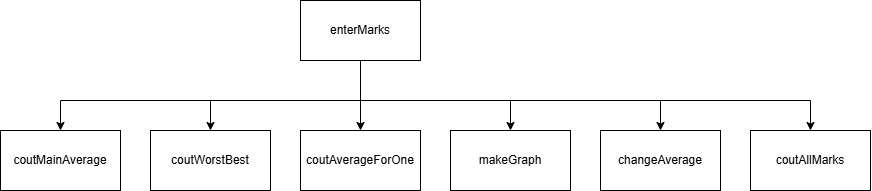 enterMarks
coutMainAverage
coutWorstBest
coutAverageForOne
makeGraph
changeAverage
coutAllMarks